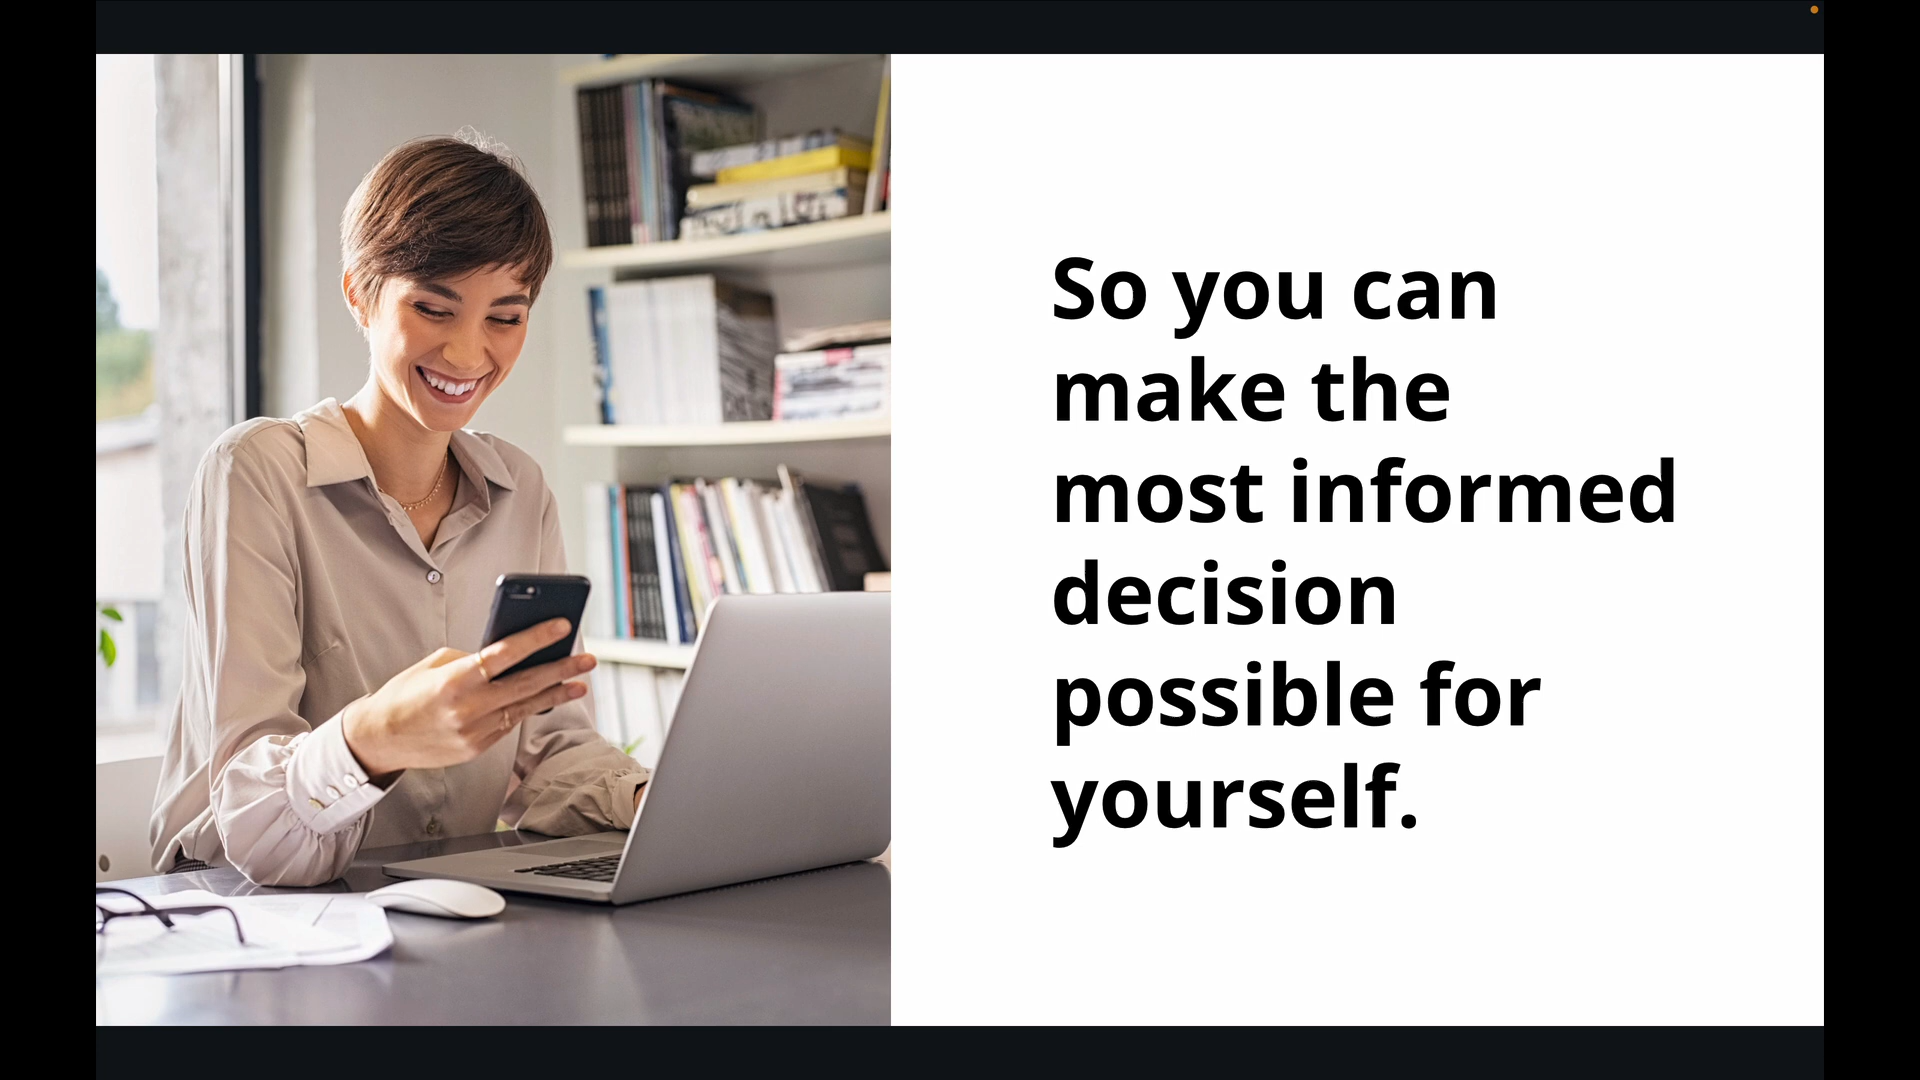 So you can
make the
most informed
decision
possible for
yourself.